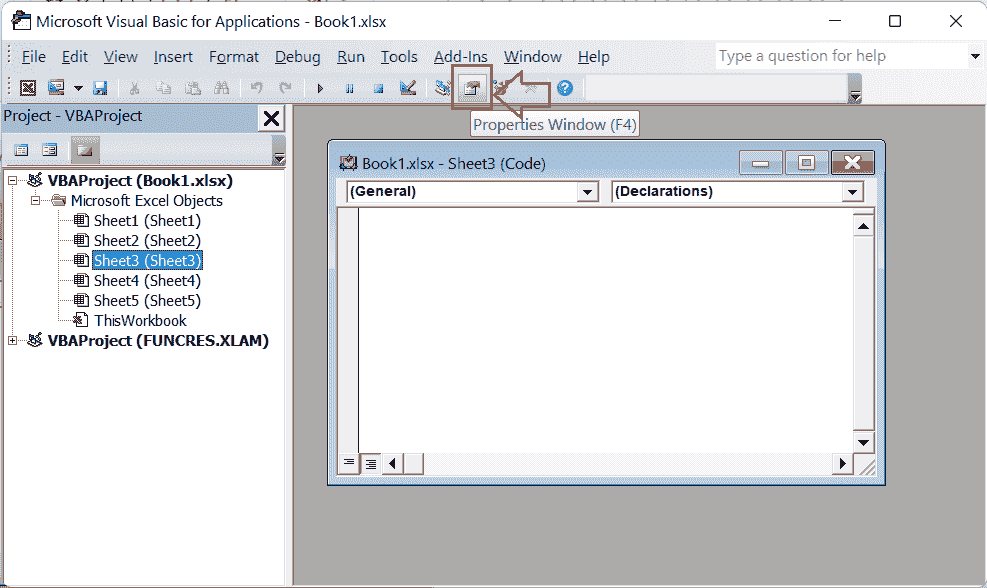 Microsoft Visual Basic for Applications - Book1.xlsx
File Edit View Insert Format Debug Run Tools Add-Ins Window Help Type a question for help
Project - VBAProject
Properties Window (F4)
VBAProject (Book1.xlsx)
Microsoft Excel Objects
Sheet1 (Sheet1)
Sheet2 (Sheet2)
Sheet3 (Sheet3)
Sheet4 (Sheet4)
Sheet5 (Sheet5)
ThisWorkbook
VBAProject (FUNCRES.XLAM)
Book1.xlsx - Sheet3 (Code)
(General) (Declarations)